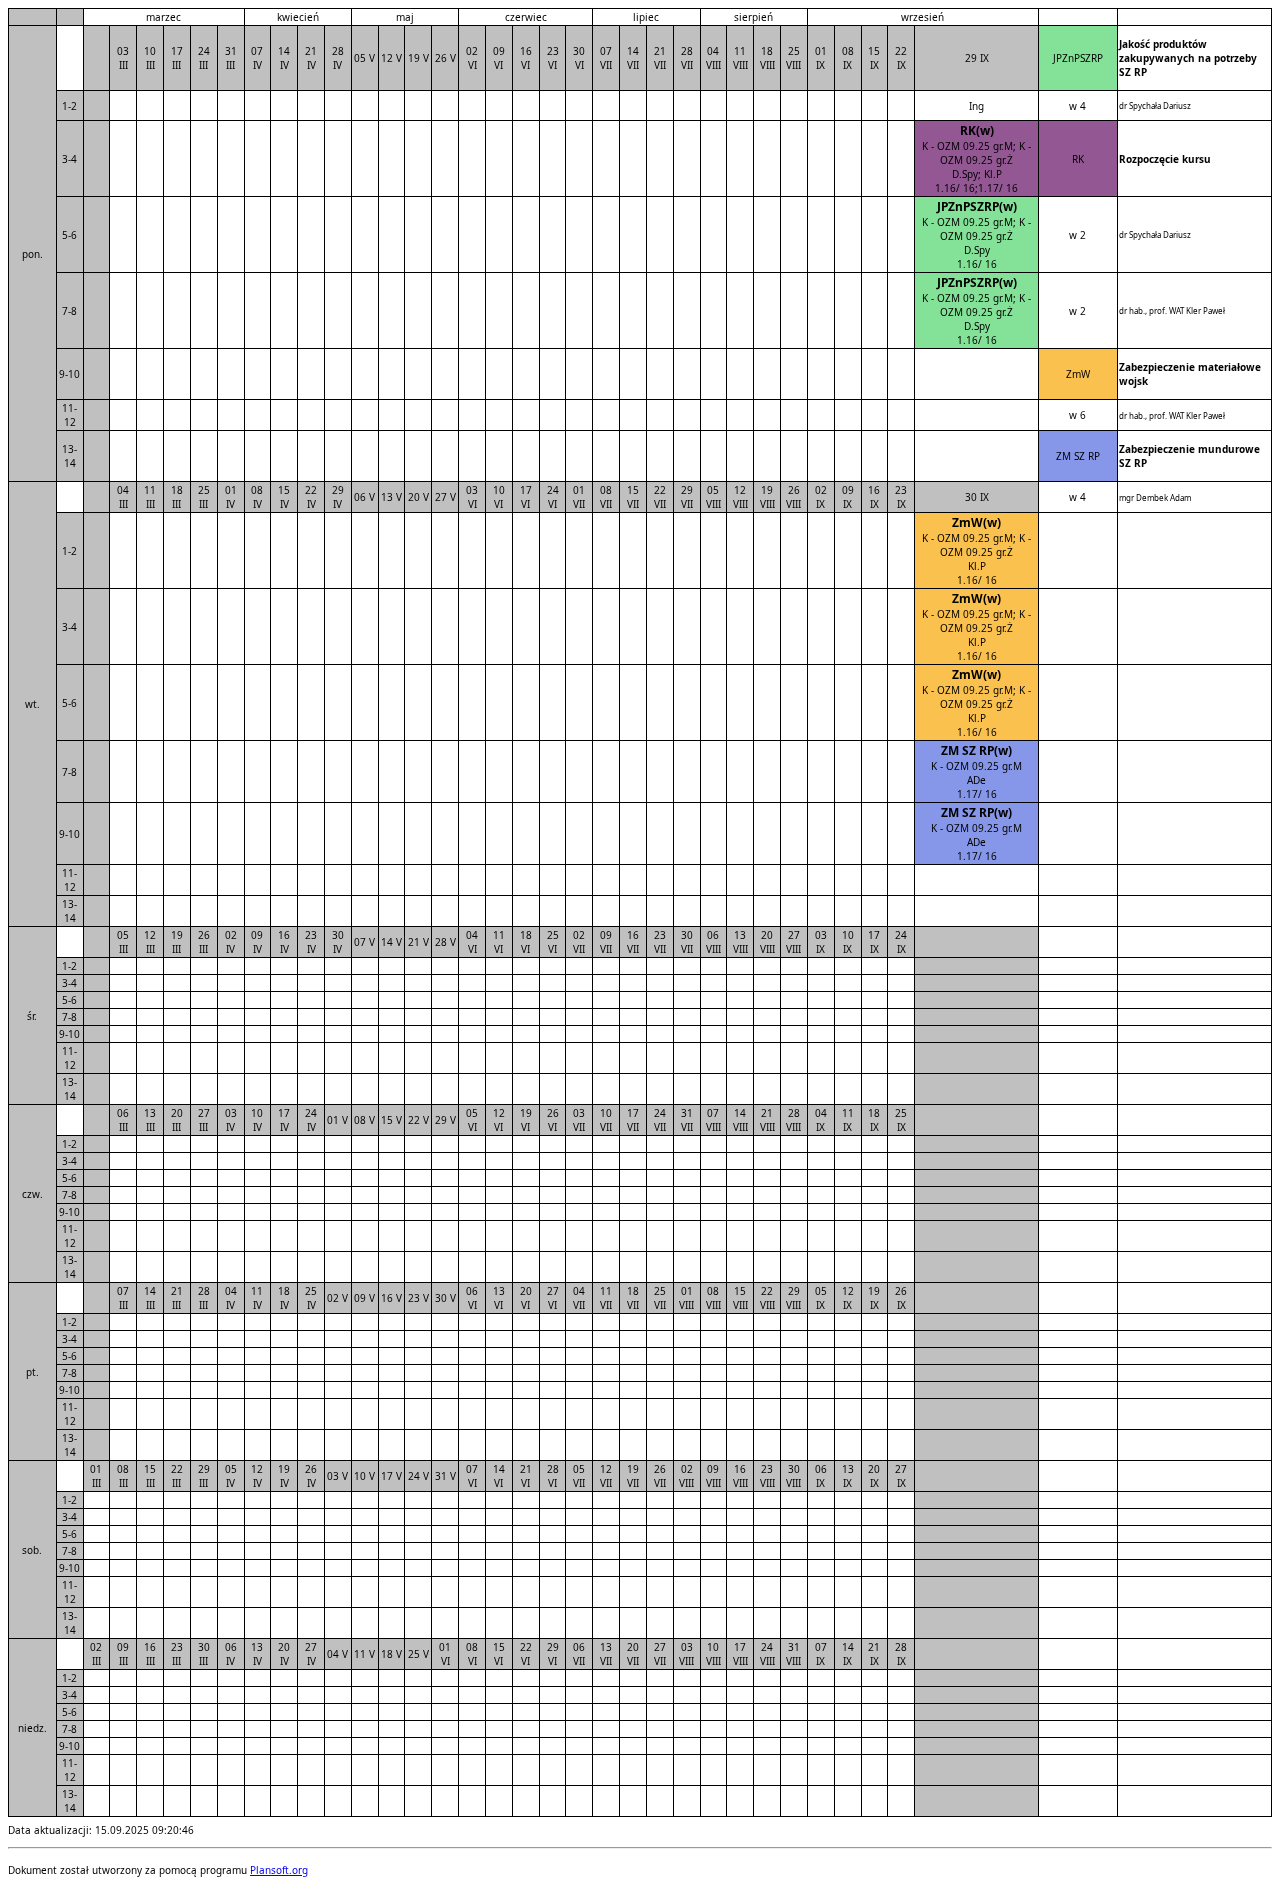 marzec kwiecień maj czerwiec lipiec sierpień wrzesień
pon. 03 III 10 III 17 III 24 III 31 III 07 IV 14 IV 21 IV 28 IV 05 V 12 V 19 V 26 V 02 VI 09 VI 16 VI 23 VI 30 VI 07 VII 14 VII 21 VII 28 VII 04 VIII 11 VIII 18 VIII 25 VIII 01 IX 08 IX 15 IX 22 IX 29 IX JPZnPSZRP Jakość produktów zakupywanych na potrzeby SZ RP
1-2 Ing w 4 dr Spychała Dariusz
3-4 RK(w) K - OZM 09.25 gr.M; K - OZM 09.25 gr.Ż D.Spy; Kl.P 1.16/ 16;1.17/ 16 RK Rozpoczęcie kursu
5-6 JPZnPSZRP(w) K - OZM 09.25 gr.M; K - OZM 09.25 gr.Ż D.Spy 1.16/ 16 w 2 dr Spychała Dariusz
7-8 JPZnPSZRP(w) K - OZM 09.25 gr.M; K - OZM 09.25 gr.Ż D.Spy 1.16/ 16 w 2 dr hab., prof. WAT Kler Paweł
9-10 ZmW Zabezpieczenie materiałowe wojsk
11-12 w 6 dr hab., prof. WAT Kler Paweł
13-14 ZM SZ RP Zabezpieczenie mundurowe SZ RP
wt. 04 III 11 III 18 III 25 III 01 IV 08 IV 15 IV 22 IV 29 IV 06 V 13 V 20 V 27 V 03 VI 10 VI 17 VI 24 VI 01 VII 08 VII 15 VII 22 VII 29 VII 05 VIII 12 VIII 19 VIII 26 VIII 02 IX 09 IX 16 IX 23 IX 30 IX w 4 mgr Dembek Adam
1-2 ZmW(w) K - OZM 09.25 gr.M; K - OZM 09.25 gr.Ż Kl.P 1.16/ 16
3-4 ZmW(w) K - OZM 09.25 gr.M; K - OZM 09.25 gr.Ż Kl.P 1.16/ 16
5-6 ZmW(w) K - OZM 09.25 gr.M; K - OZM 09.25 gr.Ż Kl.P 1.16/ 16
7-8 ZM SZ RP(w) K - OZM 09.25 gr.M ADe 1.17/ 16
9-10 ZM SZ RP(w) K - OZM 09.25 gr.M ADe 1.17/ 16
11-12
13-14
śr. 05 III 12 III 19 III 26 III 02 IV 09 IV 16 IV 23 IV 30 IV 07 V 14 V 21 V 28 V 04 VI 11 VI 18 VI 25 VI 02 VII 09 VII 16 VII 23 VII 30 VII 06 VIII 13 VIII 20 VIII 27 VIII 03 IX 10 IX 17 IX 24 IX
1-2
3-4
5-6
7-8
9-10
11-12
13-14
czw. 06 III 13 III 20 III 27 III 03 IV 10 IV 17 IV 24 IV 01 V 08 V 15 V 22 V 29 V 05 VI 12 VI 19 VI 26 VI 03 VII 10 VII 17 VII 24 VII 31 VII 07 VIII 14 VIII 21 VIII 28 VIII 04 IX 11 IX 18 IX 25 IX
1-2
3-4
5-6
7-8
9-10
11-12
13-14
pt. 07 III 14 III 21 III 28 III 04 IV 11 IV 18 IV 25 IV 02 V 09 V 16 V 23 V 30 V 06 VI 13 VI 20 VI 27 VI 04 VII 11 VII 18 VII 25 VII 01 VIII 08 VIII 15 VIII 22 VIII 29 VIII 05 IX 12 IX 19 IX 26 IX
1-2
3-4
5-6
7-8
9-10
11-12
13-14
sob. 01 III 08 III 15 III 22 III 29 III 05 IV 12 IV 19 IV 26 IV 03 V 10 V 17 V 24 V 31 V 07 VI 14 VI 21 VI 28 VI 05 VII 12 VII 19 VII 26 VII 02 VIII 09 VIII 16 VIII 23 VIII 30 VIII 06 IX 13 IX 20 IX 27 IX
1-2
3-4
5-6
7-8
9-10
11-12
13-14
niedz. 02 III 09 III 16 III 23 III 30 III 06 IV 13 IV 20 IV 27 IV 04 V 11 V 18 V 25 V 01 VI 08 VI 15 VI 22 VI 29 VI 06 VII 13 VII 20 VII 27 VII 03 VIII 10 VIII 17 VIII 24 VIII 31 VIII 07 IX 14 IX 21 IX 28 IX
1-2
3-4
5-6
7-8
9-10
11-12
13-14
Data aktualizacji: 15.09.2025 09:20:46
Dokument został utworzony za pomocą programu Plansoft.org